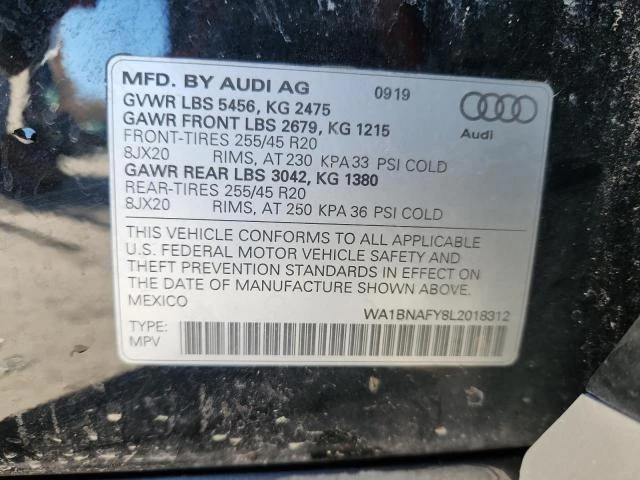 MFD. BY AUDI AG 0919
GVWR LBS 5456, KG 2475
GAWR FRONT LBS 2679, KG 1215
FRONT-TIRES 255/45 R20
8JX20 RIMS, AT 230 KPA 33 PSI COLD
GAWR REAR LBS 3042, KG 1380
REAR-TIRES 255/45 R20
8JX20 RIMS, AT 250 KPA 36 PSI COLD
Audi
THIS VEHICLE CONFORMS TO ALL APPLICABLE
U.S. FEDERAL MOTOR VEHICLE SAFETY AND
THEFT PREVENTION STANDARDS IN EFFECT ON
THE DATE OF MANUFACTURE SHOWN ABOVE.
MEXICO WA1BNAFY8L2018312
TYPE:
MPV